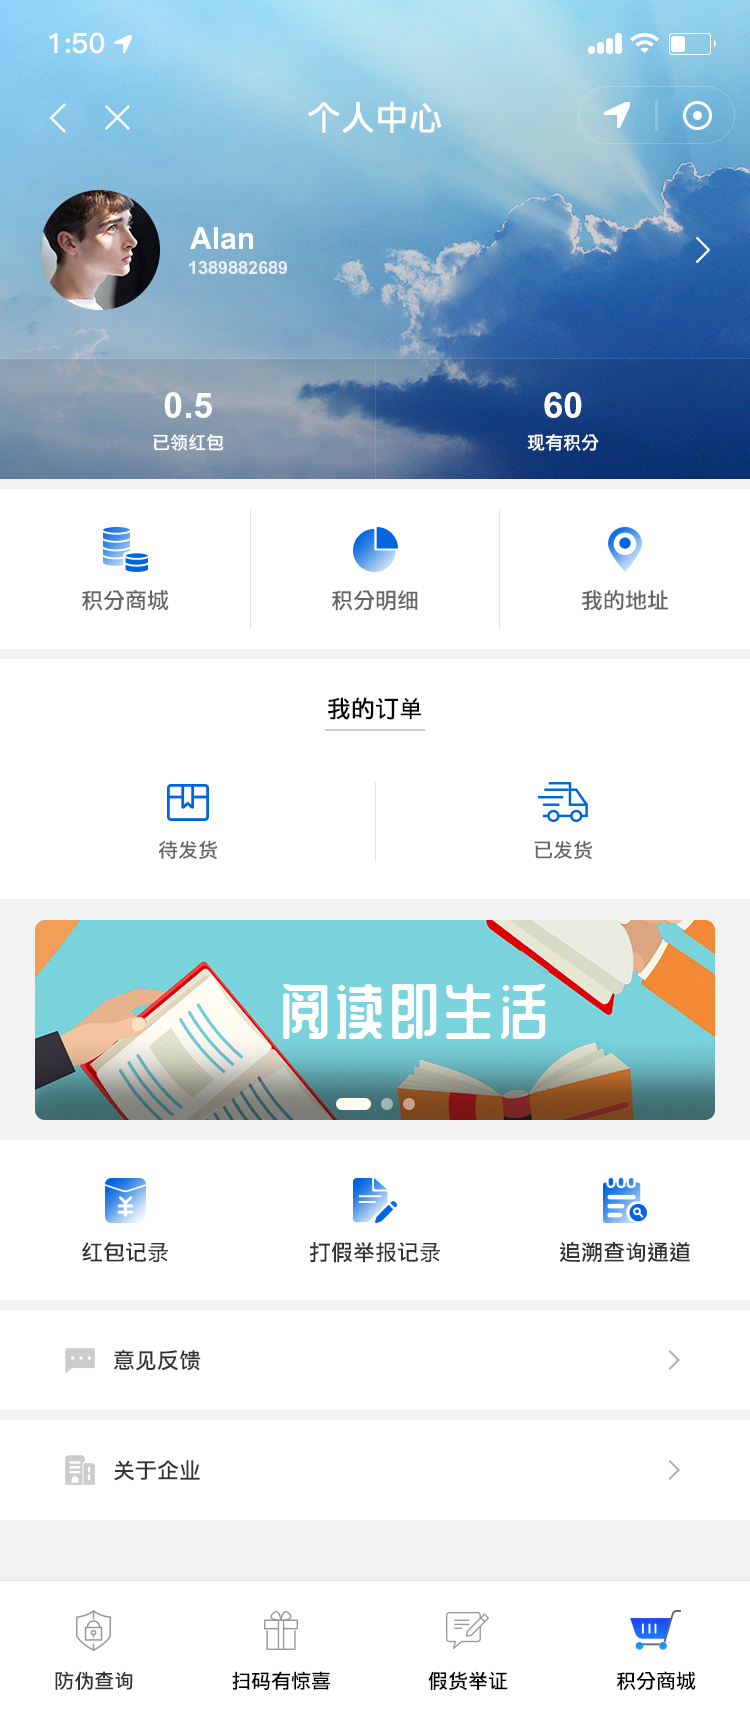 1:50
个人中心
Alan
1389882689
0.5
60
已领红包
现有积分
积分商城
积分明细
我的地址
我的订单
待发货
已发货
阅读即生活
红包记录
打假举报记录
追溯查询通道
意见反馈
关于企业
防伪查询
扫码有惊喜
假货举证
积分商城